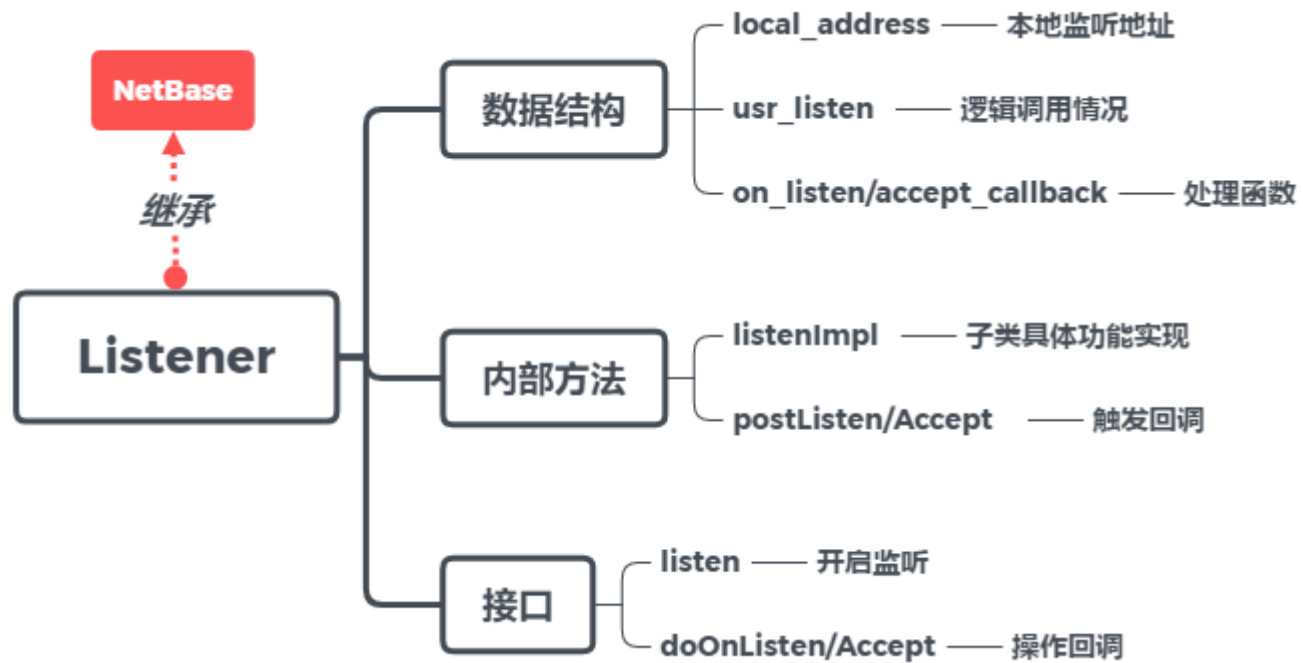 NetBase
继承
Listener
数据结构
local_address
本地监听地址
usr_listen
逻辑调用情况
on_listen/accept_callback
处理函数
内部方法
listenImpl
子类具体功能实现
postListen/Accept
触发回调
接口
listen
开启监听
doOnListen/Accept
操作回调